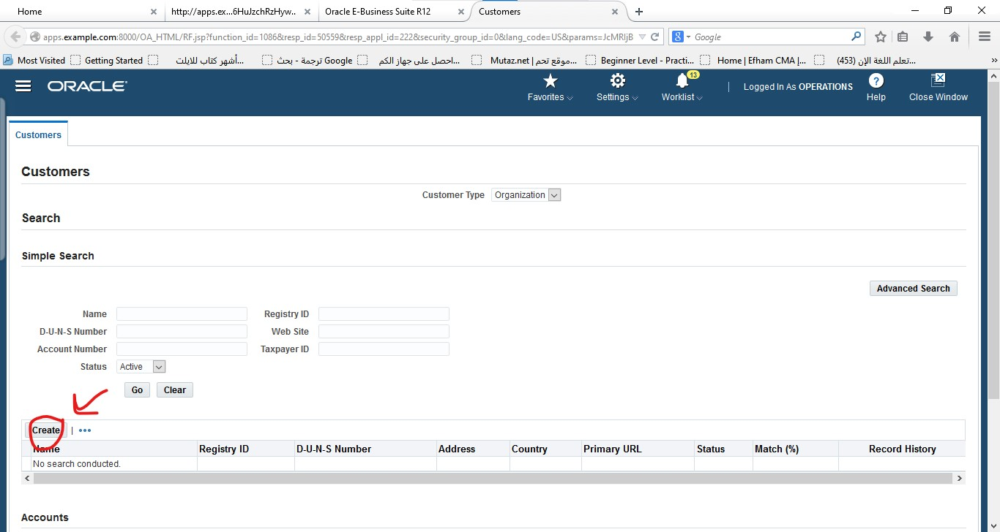 Home
http://apps.ex...6HuJzchRzHyw..
Oracle E-Business Suite R12
Customers
apps.example.com:8000/OA_HTML/RF.jsp?function_id=1086&resp_id=50559&resp_appl_id=222&security_group_id=0&lang_code=US&params=JcMRIjB
Google
Most Visited
Getting Started
أشهر كتاب للايلت...
ترجمة - بحث Google
احصل على جهاز الكم...
Mutaz.net | موقع تحم...
Beginner Level - Practi...
Home | Efham CMA |...
(453) تعلم اللغة الإن...
ORACLE
Favorites
Settings
13
Worklist
Logged In As OPERATIONS
Help
Close Window
Customers
Customers
Customer Type Organization
Search
Simple Search
Advanced Search
Name
Registry ID
D-U-N-S Number
Web Site
Account Number
Taxpayer ID
Status Active
Go Clear
Create | •••
Name Registry ID D-U-N-S Number Address Country Primary URL Status Match (%) Record History
No search conducted.
Accounts